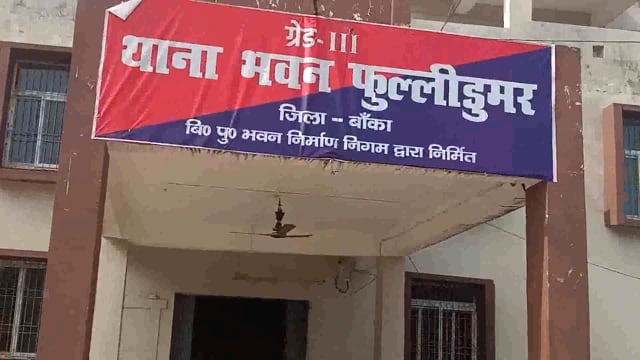 ग्रेड-III
थाना भवन फुल्लीडुमर
जिला - बाँका
बि० पु० भवन निर्माण निगम द्वारा निर्मित